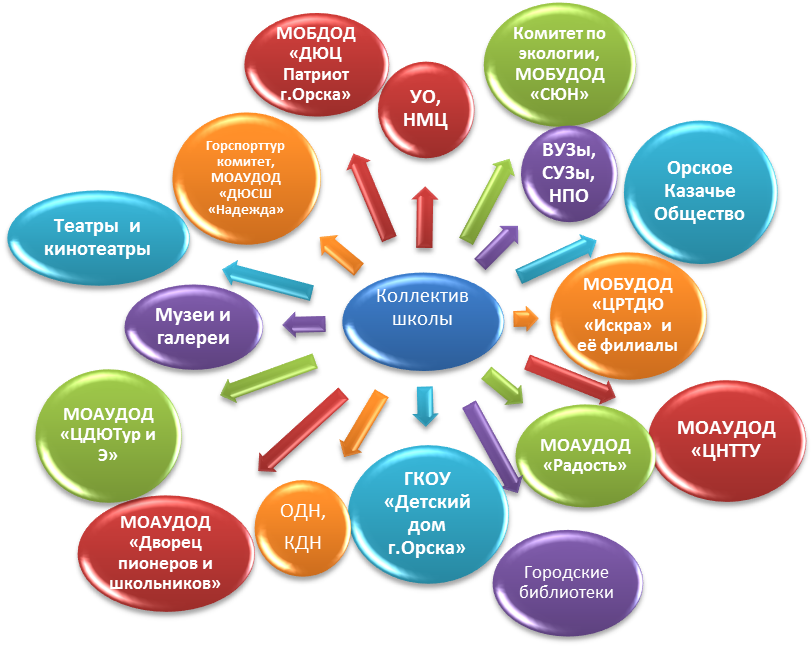 МОБДОД
«ДЮЦ
Патриот
г.Орска»
УО,
НМЦ
Комитет по
экологии,
МОБУДОД
«СЮН»
Горспорттур
комитет,
МОАУДОД
«ДЮСШ
«Надежда»
ВУЗы,
СУЗы,
НПО
Орское
Казачье
Общество
Театры и
кинотеатры
Коллектив
школы
МОБУДОД
«ЦРТДЮ
«Искра» и
её филиалы
Музеи и
галереи
МОАУДОД
«ЦДЮТур и
Э»
МОАУДОД
«Радость»
МОАУДОД
«ЦНТТУ
МОАУДОД
«Дворец
пионеров и
школьников»
ОДН,
КДН
ГКОУ
«Детский
дом
г.Орска»
Городские
библиотеки